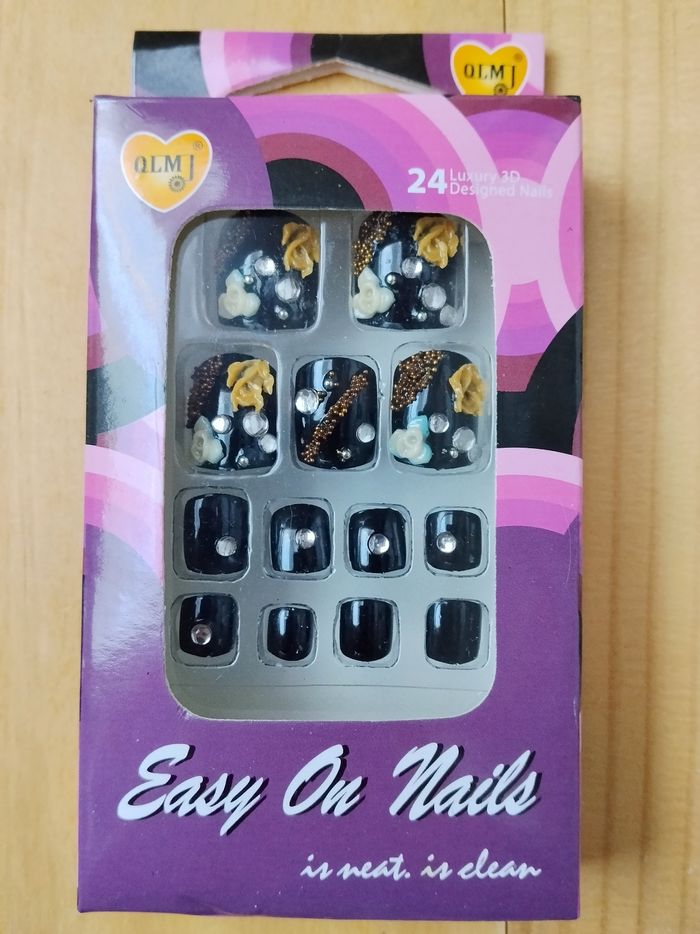 QLMJ
QLMJ®
24 Luxury 3D
Designed Nails
Easy On Nails
is neat. is clean